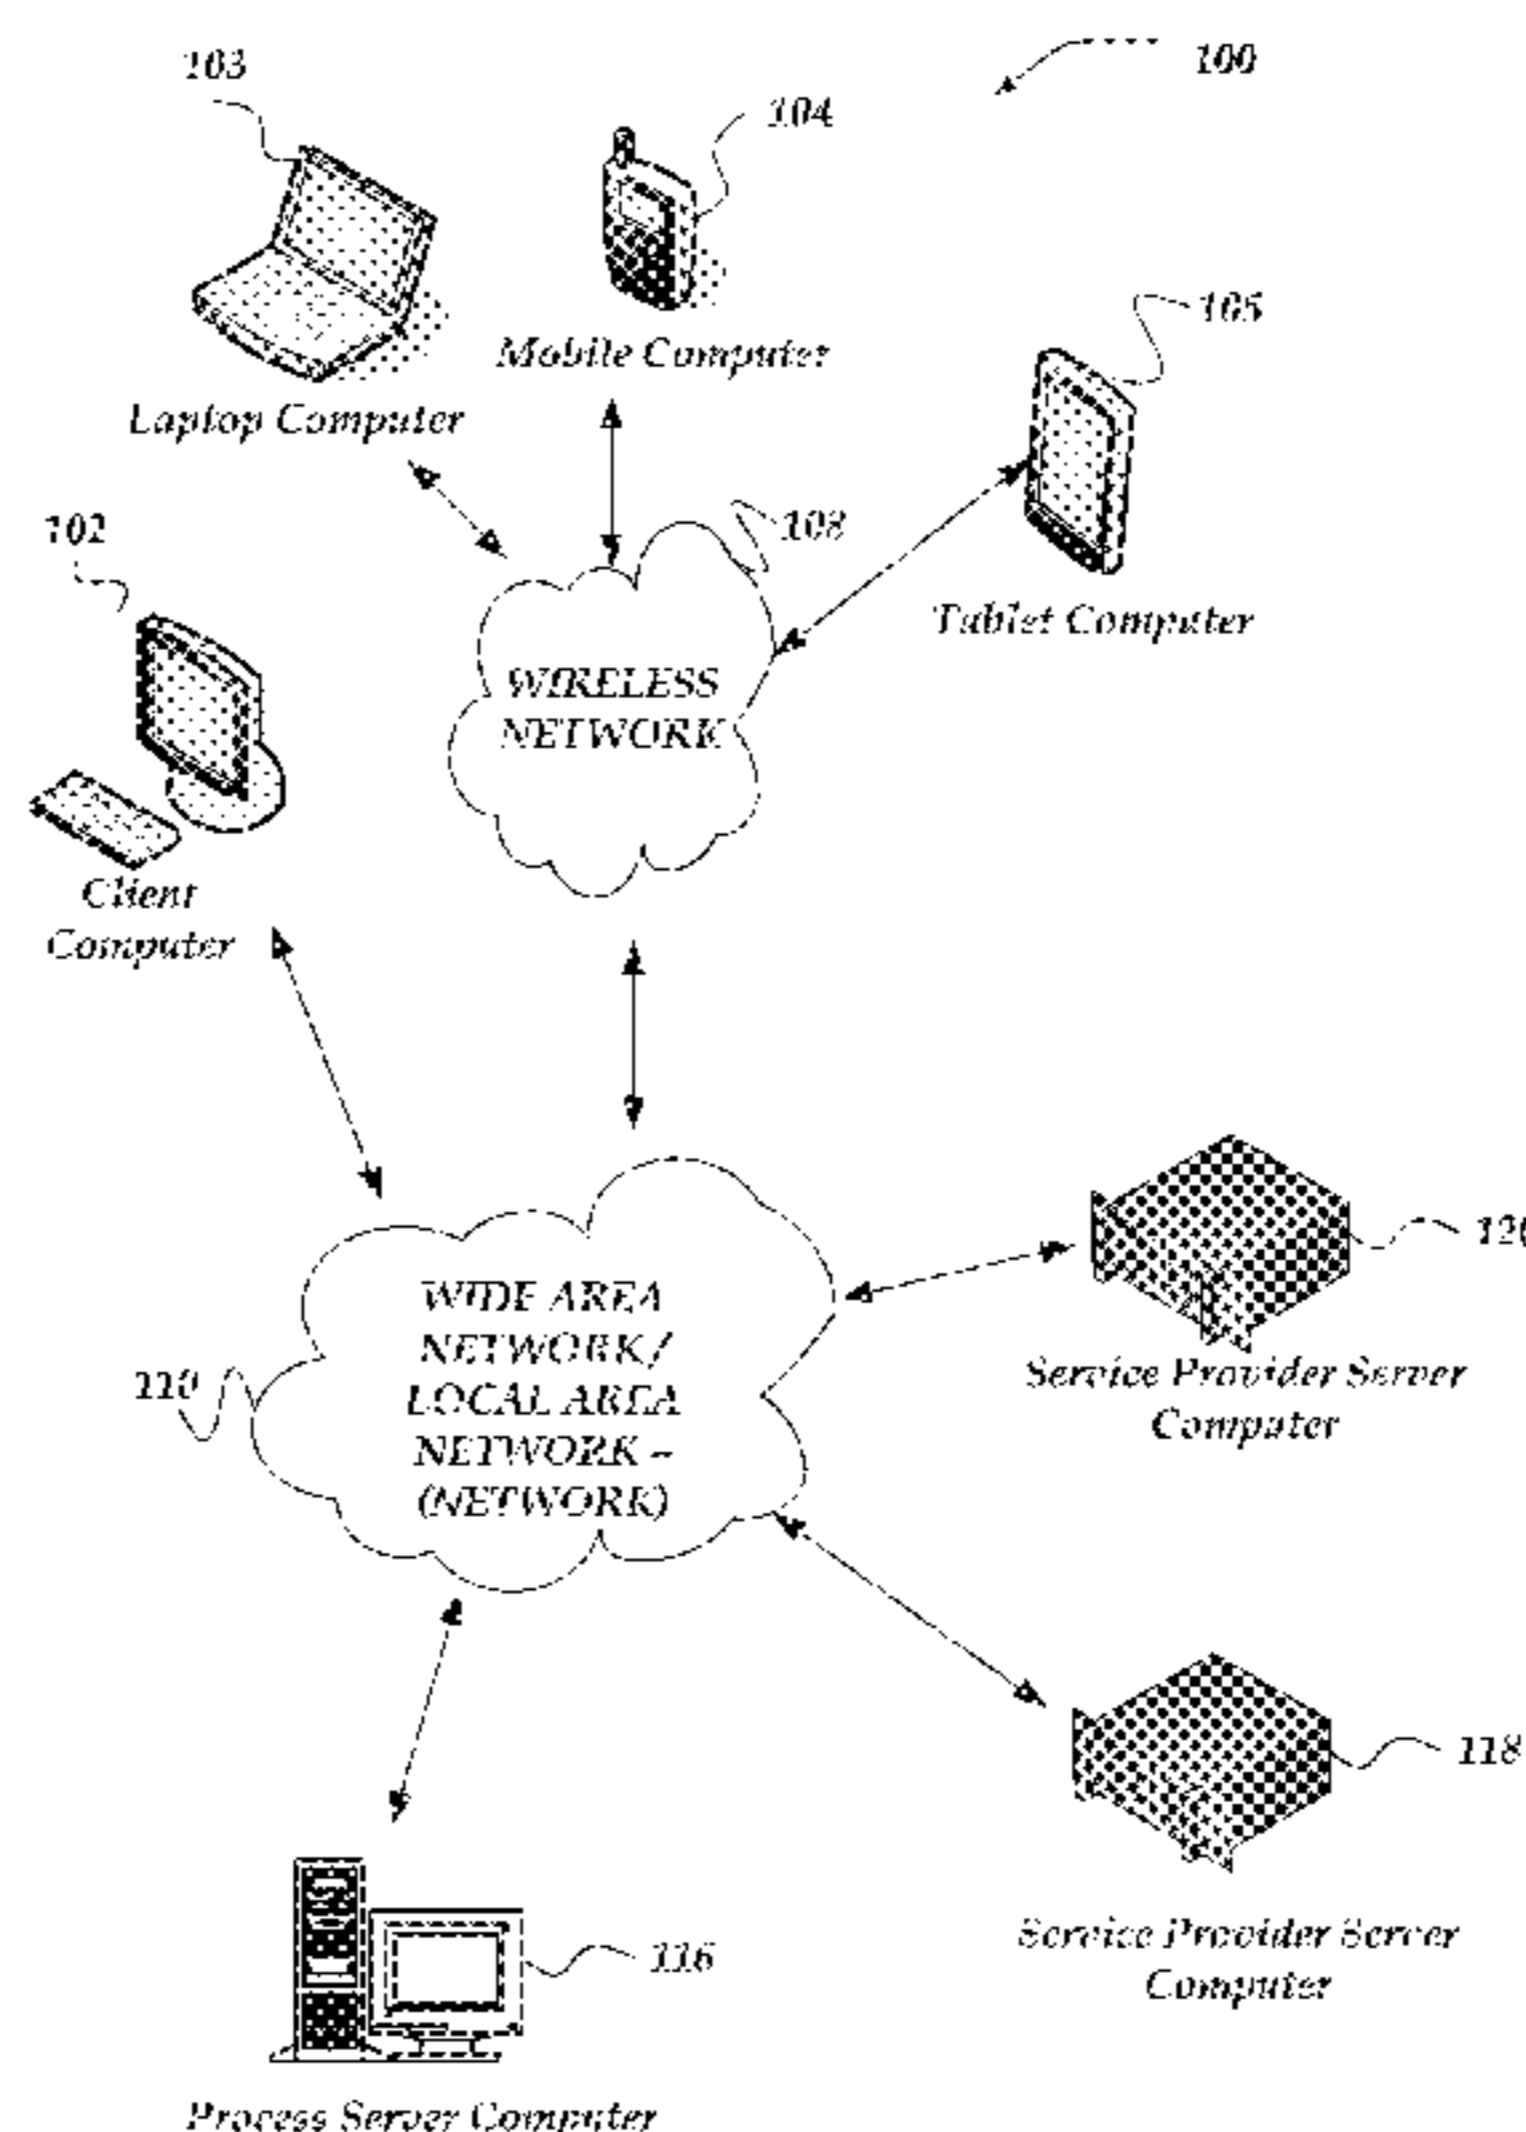 103
104
100
105
Mobile Computer
Laptop Computer
102
108
Tablet Computer
WIRELESS
NETWORK
Client
Computer
WIDE AREA
NETWORK/
LOCAL AREA
NETWORK –
(NETWORK)
110
Service Provider Server
Computer
118
116
Service Provider Server
Computer
Process Server Computer